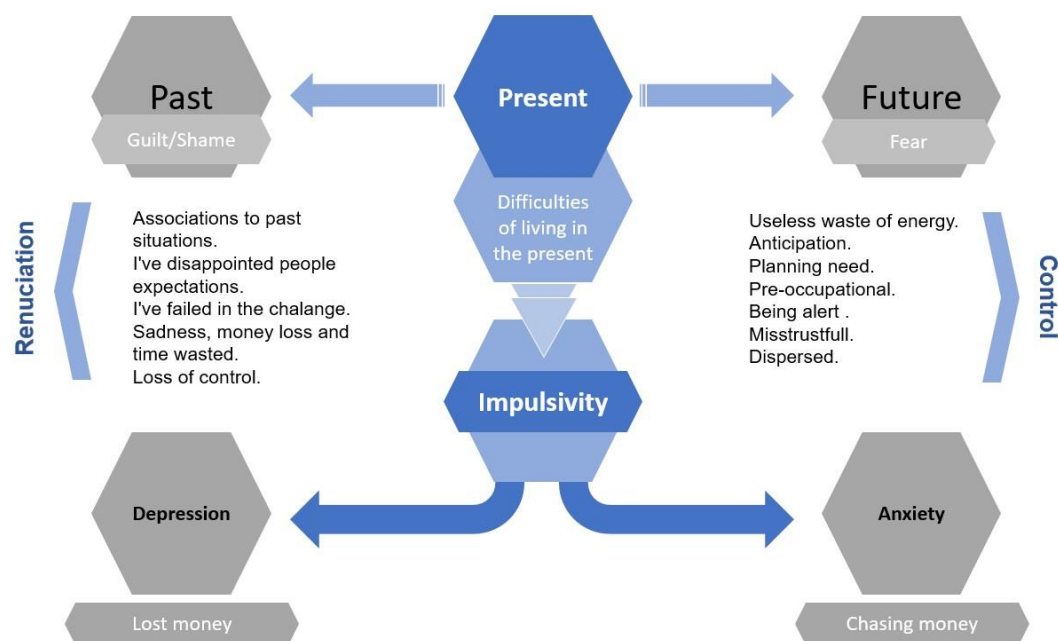 Past
Guilt/Shame
Present
Future
Fear
Difficulties
of living in
the present
Renuciation
Associations to past
situations.
I've disappointed people
expectations.
I've failed in the chalange.
Sadness, money loss and
time wasted.
Loss of control.
Useless waste of energy.
Anticipation.
Planning need.
Pre-occupational.
Being alert .
Misstrustfull.
Dispersed.
Control
Impulsivity
Depression
Lost money
Anxiety
Chasing money